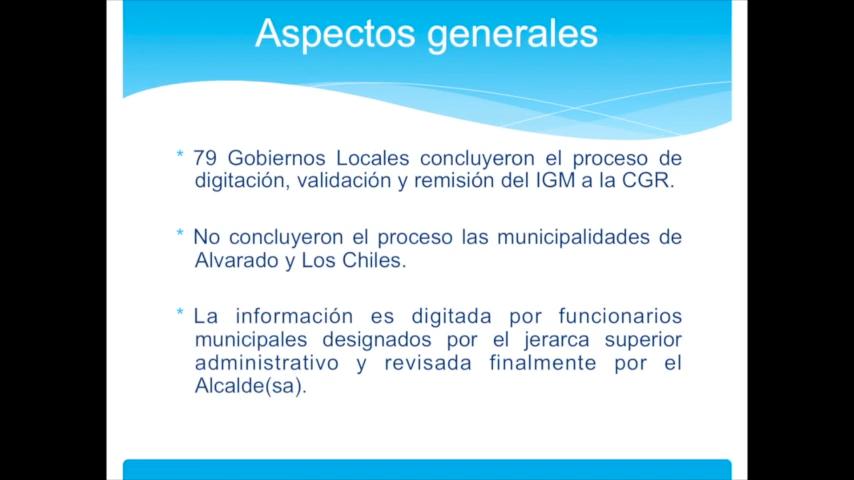 Aspectos generales
* 79 Gobiernos Locales concluyeron el proceso de
digitación, validación y remisión del IGM a la CGR.
* No concluyeron el proceso las municipalidades de
Alvarado y Los Chiles.
* La información es digitada por funcionarios
municipales designados por el jerarca superior
administrativo y revisada finalmente por el
Alcalde(sa).